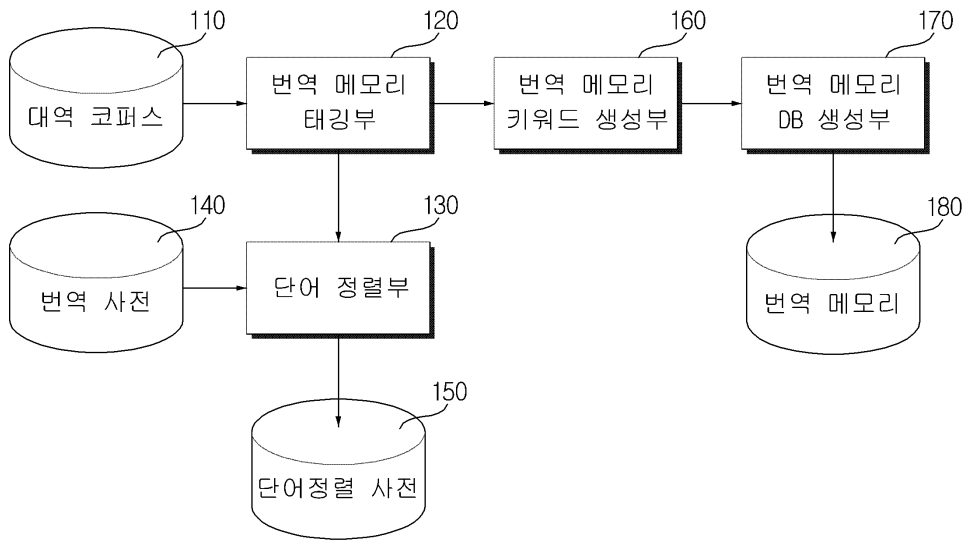 110
대역 코퍼스
120
번역 메모리
태깅부
160
번역 메모리
키워드 생성부
170
번역 메모리
DB 생성부
140
번역 사전
130
단어 정렬부
180
번역 메모리
150
단어정렬 사전